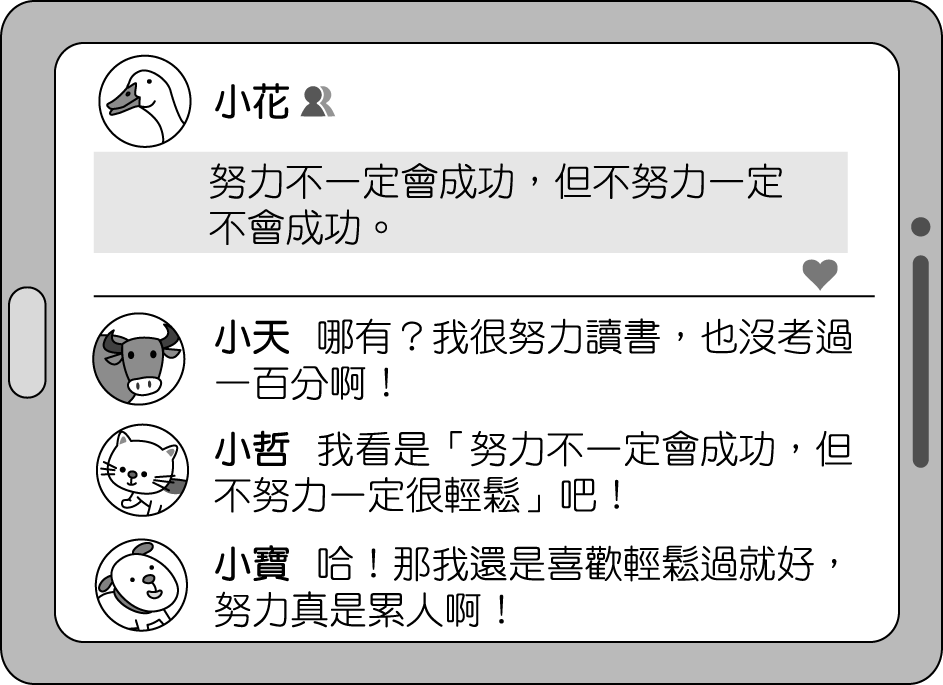 小花
努力不一定會成功，但不努力一定
不會成功。
小天 哪有？我很努力讀書，也沒考過
一百分啊！
小哲 我看是「努力不一定會成功，但
不努力一定很輕鬆」吧！
小寶 哈！那我還是喜歡輕鬆過就好，
努力真是累人啊！